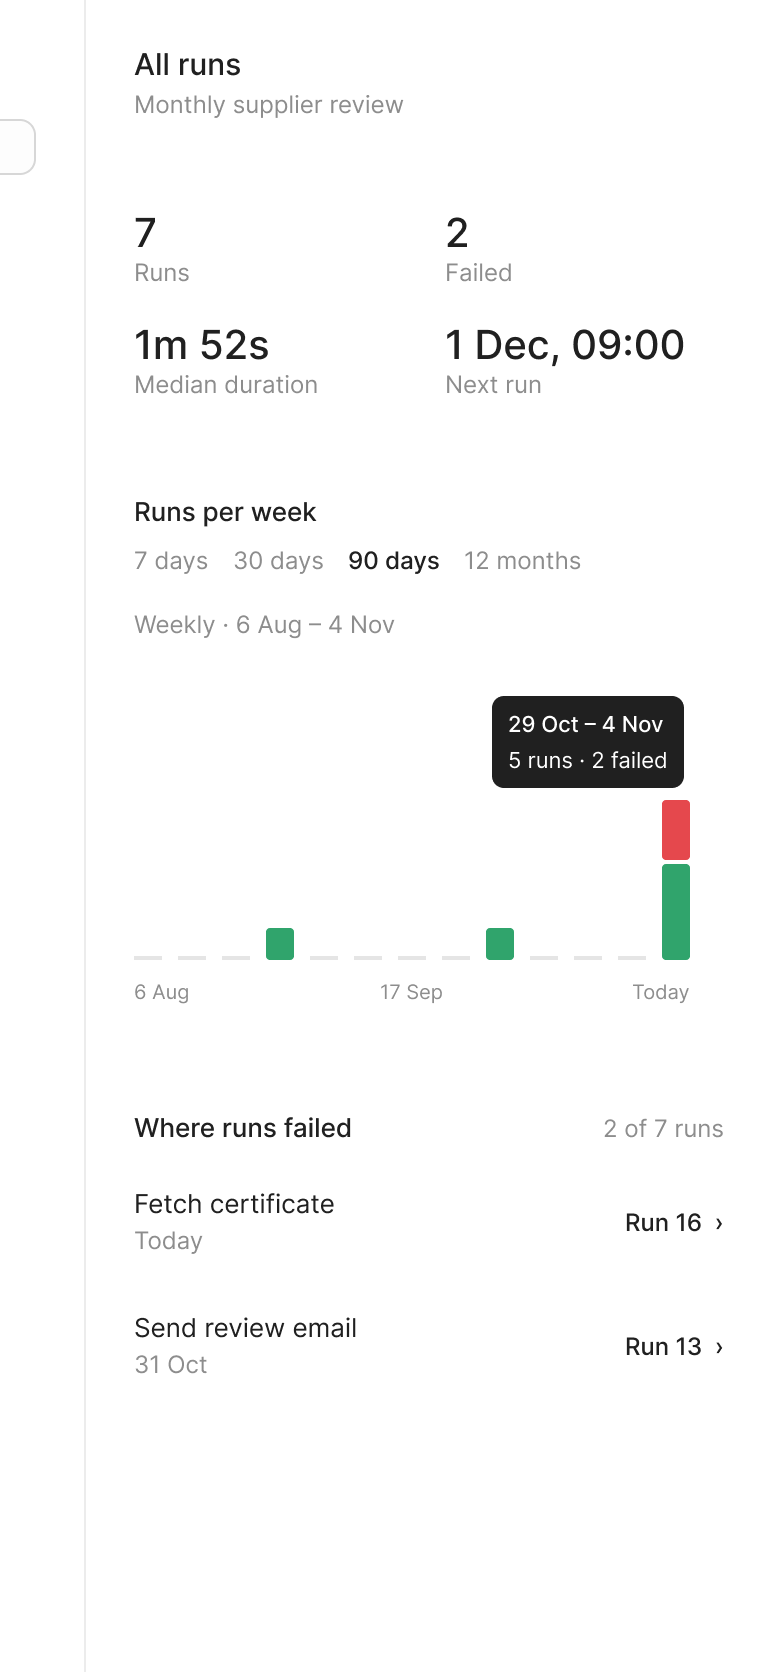 All runs
Monthly supplier review
7
Runs
2
Failed
1m 52s
Median duration
1 Dec, 09:00
Next run
Runs per week
7 days 30 days 90 days 12 months
Weekly · 6 Aug – 4 Nov
29 Oct – 4 Nov
5 runs · 2 failed
6 Aug 17 Sep Today
Where runs failed 2 of 7 runs
Fetch certificate
Today
Run 16 ›
Send review email
31 Oct
Run 13 ›